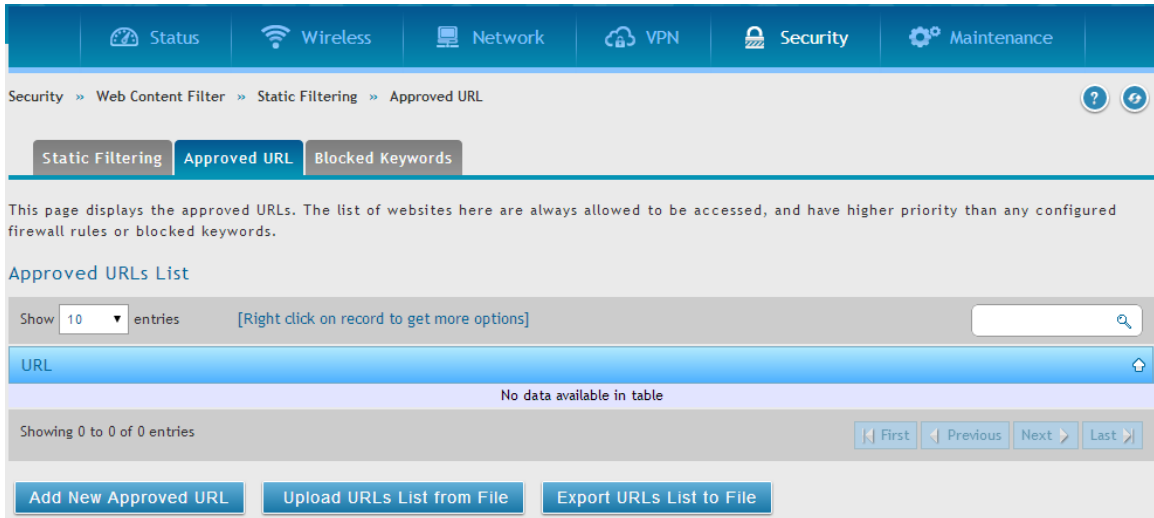 Status Wireless Network VPN Security Maintenance
Security » Web Content Filter » Static Filtering » Approved URL
Static Filtering Approved URL Blocked Keywords
This page displays the approved URLs. The list of websites here are always allowed to be accessed, and have higher priority than any configured
firewall rules or blocked keywords.
Approved URLs List
Show 10 entries [Right click on record to get more options]
URL
No data available in table
Showing 0 to 0 of 0 entries First Previous Next Last
Add New Approved URL Upload URLs List from File Export URLs List to File